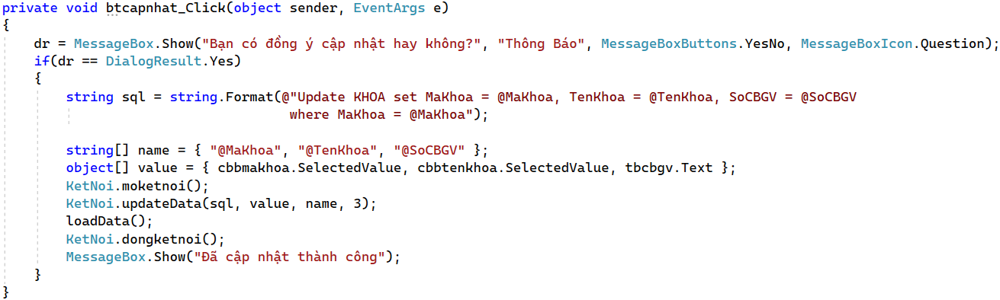 private void btcapnhat_Click(object sender, EventArgs e)
{
    dr = MessageBox.Show("Bạn có đồng ý cập nhật hay không?", "Thông Báo", MessageBoxButtons.YesNo, MessageBoxIcon.Question);
    if(dr == DialogResult.Yes)
    {
        string sql = string.Format(@"Update KHOA set MaKhoa = @MaKhoa, TenKhoa = @TenKhoa, SoCBGV = @SoCBGV
                            where MaKhoa = @MaKhoa");
        string[] name = { "@MaKhoa", "@TenKhoa", "@SoCBGV" };
        object[] value = { cbbmakhoa.SelectedValue, cbbtenkhoa.SelectedValue, tbcbgv.Text };
        KetNoi.moketnoi();
        KetNoi.updateData(sql, value, name, 3);
        loadData();
        KetNoi.dongketnoi();
        MessageBox.Show("Đã cập nhật thành công");
    }
}